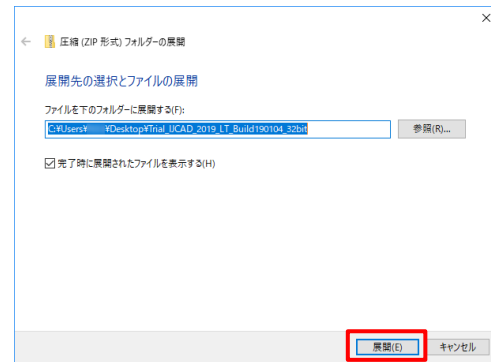 圧縮 (ZIP 形式) フォルダーの展開
展開先の選択とファイルの展開
ファイルを下のフォルダーに展開する(F):
C:¥Users¥ ¥Desktop¥Trial_IJCAD_2019_LT_Build190104_32bit
参照(R)...
完了時に展開されたファイルを表示する(H)
展開(E)
キャンセル